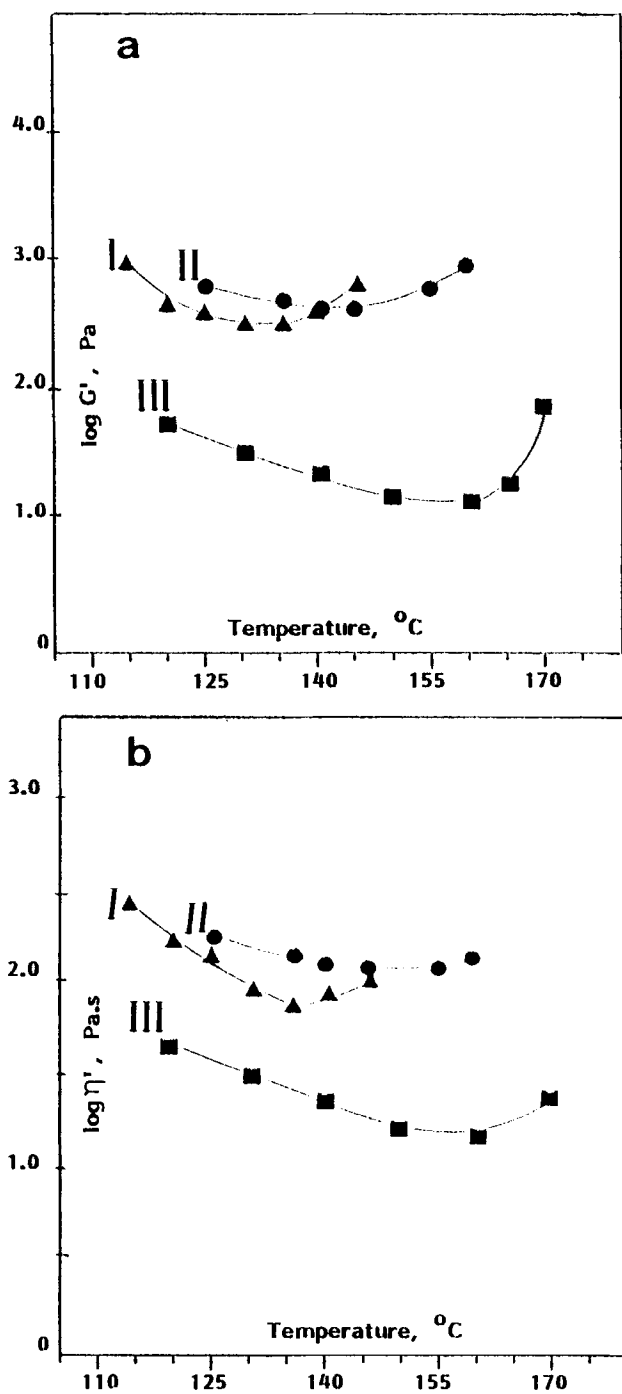 a
4.0
3.0
2.0
1.0
0
log G' , Pa
I
II
III
Temperature, °C
110 125 140 155 170
b
3.0
2.0
1.0
0
log η' , Pa.s
I
II
III
Temperature, °C
110 125 140 155 170